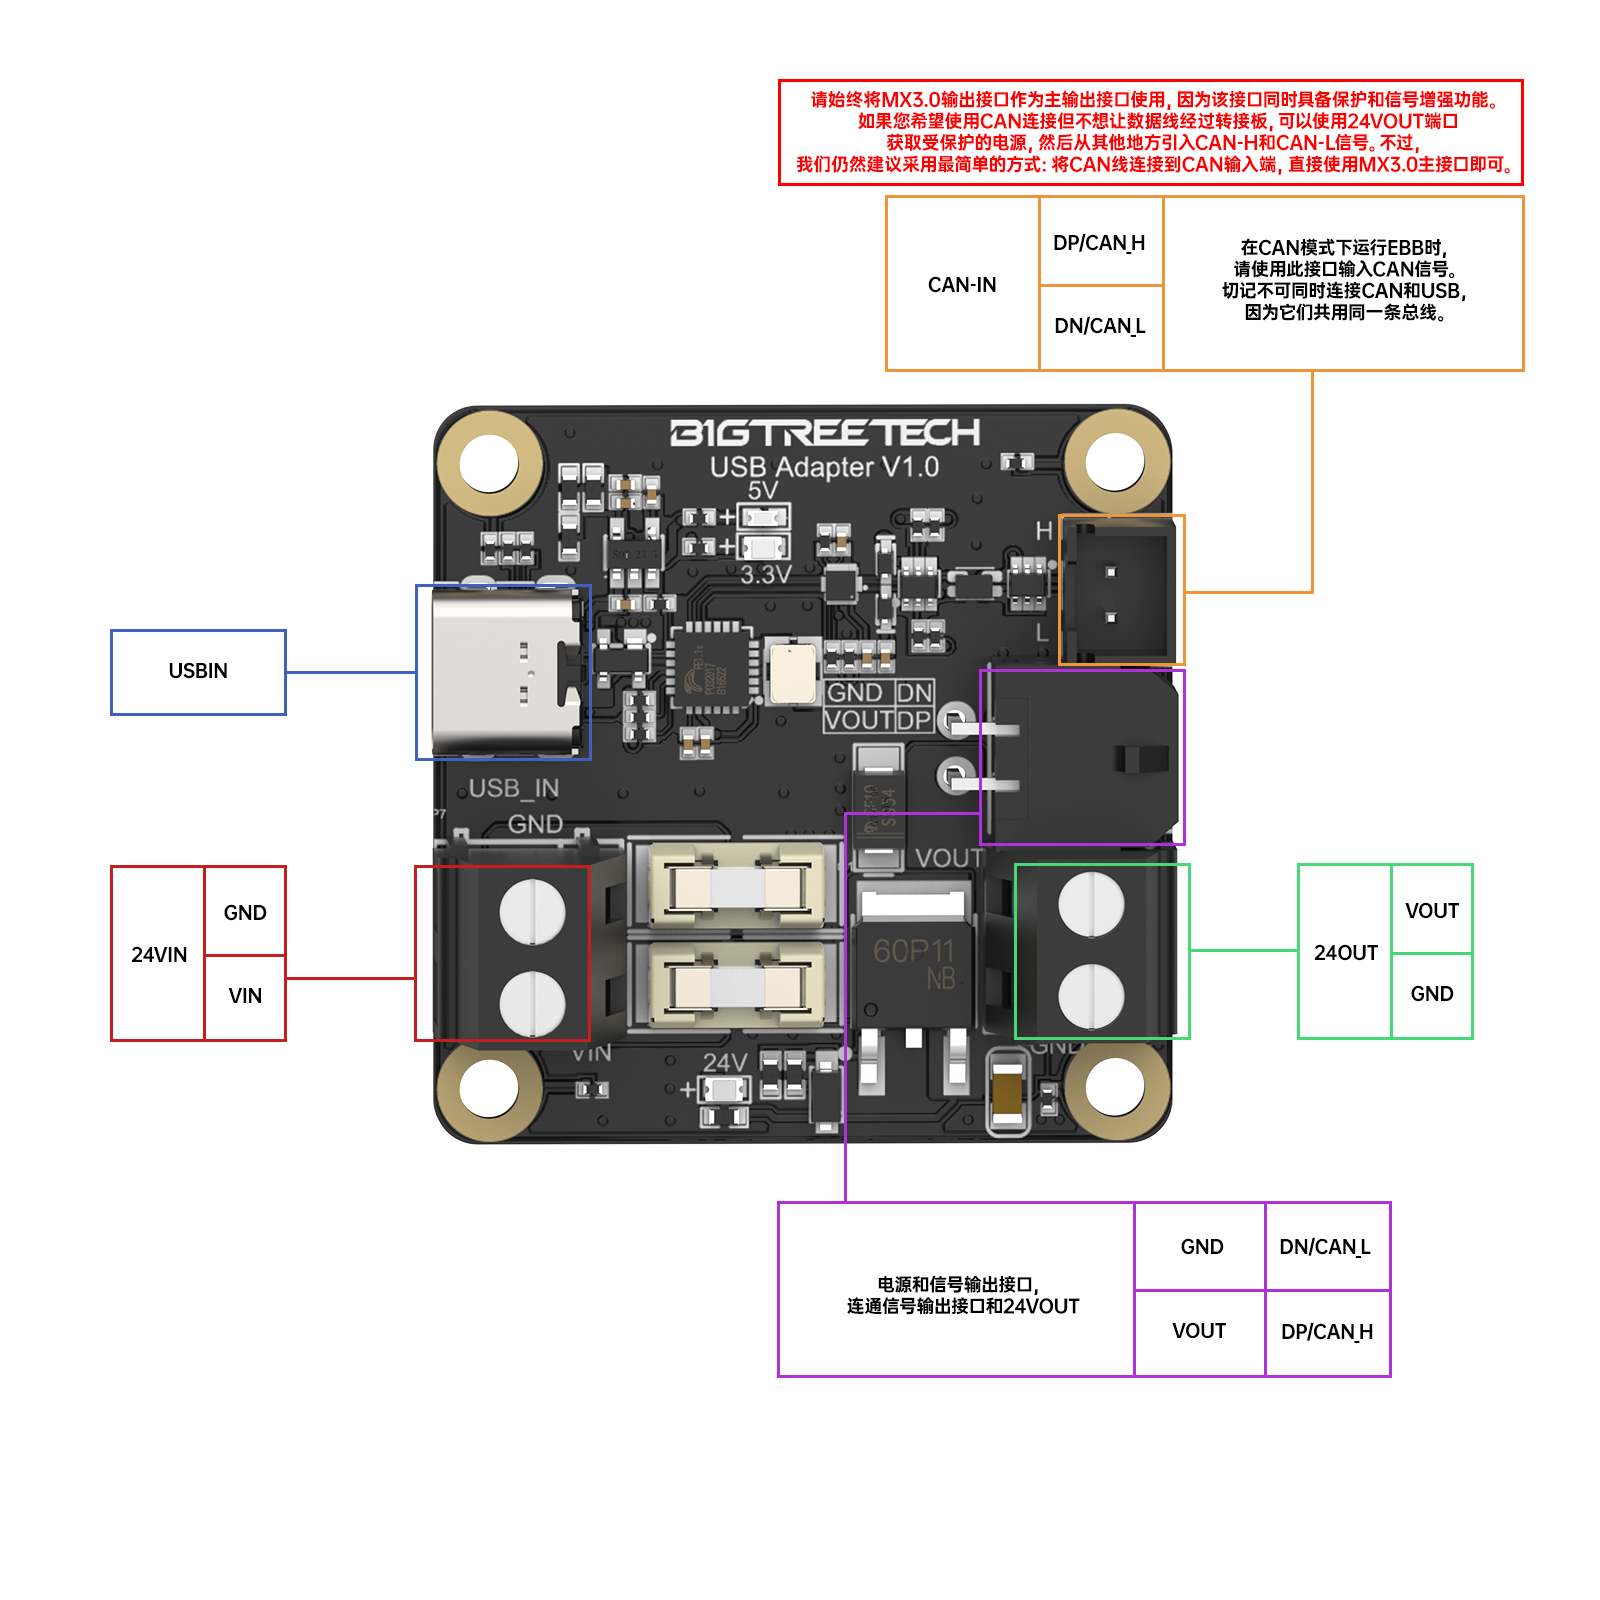 请始终将MX3.0输出接口作为主输出接口使用, 因为该接口同时具备保护和信号增强功能。
如果您希望使用CAN连接但不想让数据线经过转接板, 可以使用24VOUT端口
获取受保护的电源, 然后从其他地方引入CAN-H和CAN-L信号。不过,
我们仍然建议采用最简单的方式: 将CAN线连接到CAN输入端, 直接使用MX3.0主接口即可。
CAN-IN
DP/CAN_H
DN/CAN_L
在CAN模式下运行EBB时,
请使用此接口输入CAN信号。
切记不可同时连接CAN和USB,
因为它们共用同一条总线。
BIGTREETECH
USB Adapter V1.0
5V
3.3V
H
L
USBIN
GND DN
VOUT DP
USB_IN
GND
VOUT
24VIN
GND
VIN
60P11
NB
24OUT
VOUT
GND
VIN
24V
GND
电源和信号输出接口,
连通信号输出接口和24VOUT
GND
DN/CAN_L
VOUT
DP/CAN_H